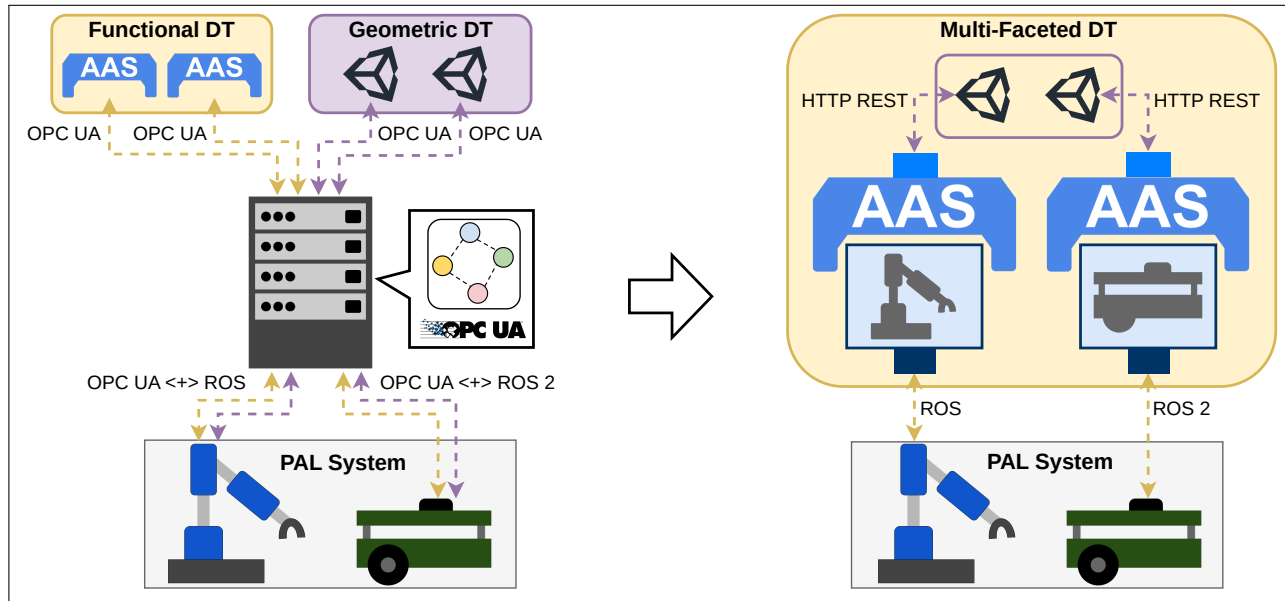 Functional DT
AAS
AAS
OPC UA
OPC UA
Geometric DT
OPC UA
OPC UA
OPC UA
OPC UA <+> ROS
OPC UA <+> ROS 2
PAL System
Multi-Faceted DT
HTTP REST
HTTP REST
AAS
AAS
ROS
ROS 2
PAL System